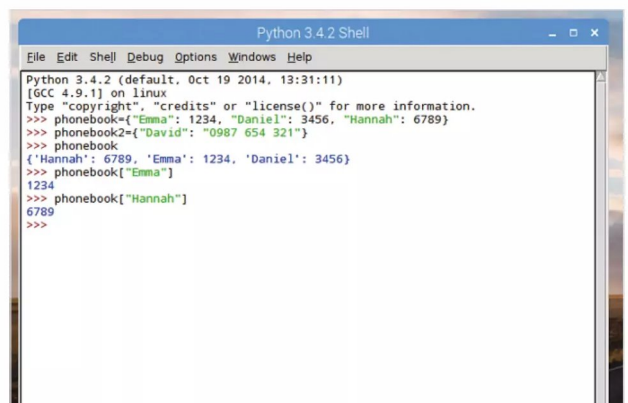 Python 3.4.2 Shell
File Edit Shell Debug Options Windows Help
Python 3.4.2 (default, Oct 19 2014, 13:31:11)
[GCC 4.9.1] on linux
Type "copyright", "credits" or "license()" for more information.
>>> phonebook={"Emma": 1234, "Daniel": 3456, "Hannah": 6789}
>>> phonebook2={"David": "0987 654 321"}
>>> phonebook
{'Hannah': 6789, 'Emma': 1234, 'Daniel': 3456}
>>> phonebook["Emma"]
1234
>>> phonebook["Hannah"]
6789
>>>